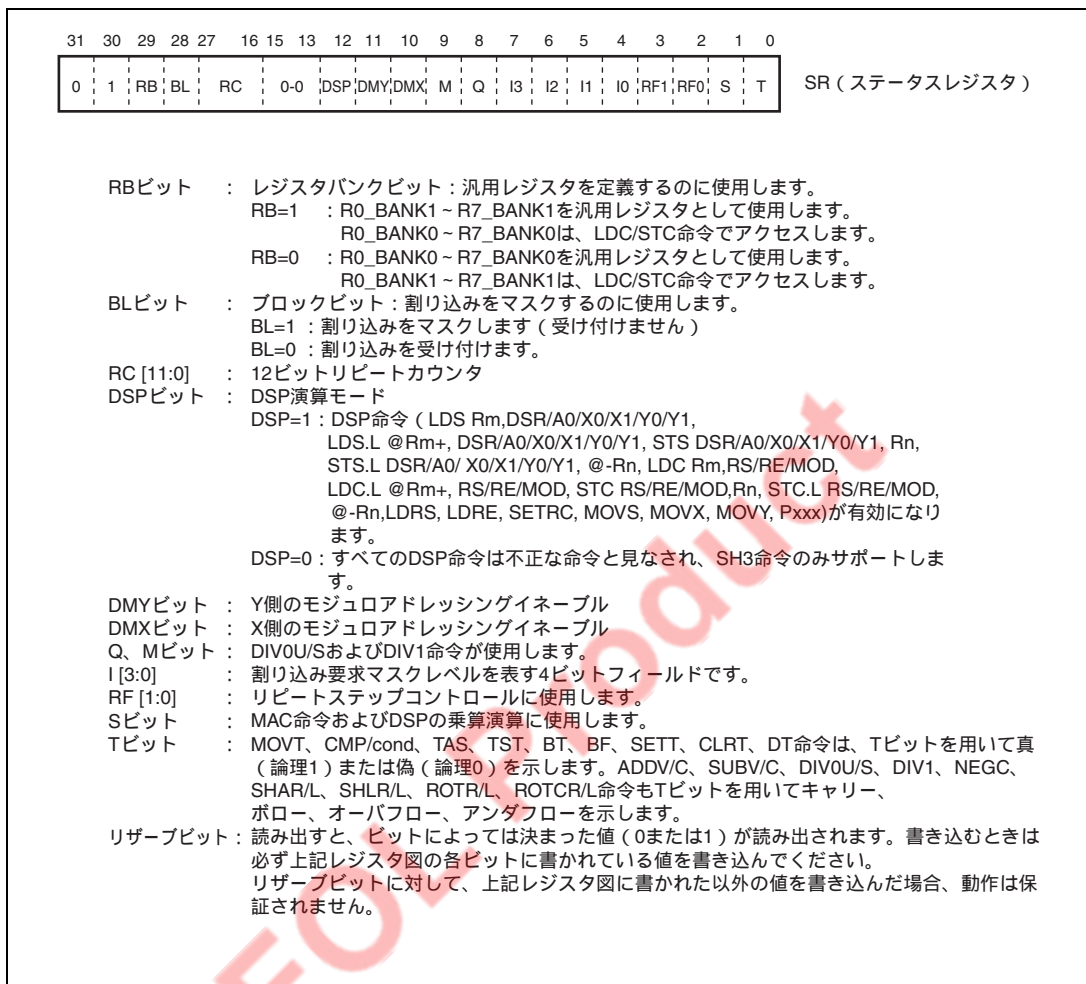 31 30 29 28 27 16 15 13 12 11 10 9 8 7 6 5 4 3 2 1 0
0 1 RB BL RC 0-0 DSP DMY DMX M Q I3 I2 I1 I0 RF1 RF0 S T SR（ステータスレジスタ）
RBビット : レジスタバンクビット：汎用レジスタを定義するのに使用します。
RB=1 : R0_BANK1~R7_BANK1を汎用レジスタとして使用します。
R0_BANK0~R7_BANK0は、LDC/STC命令でアクセスします。
RB=0 : R0_BANK0~R7_BANK0を汎用レジスタとして使用します。
R0_BANK1~R7_BANK1は、LDC/STC命令でアクセスします。
BLビット : ブロックビット：割り込みをマスクするのに使用します。
BL=1 : 割り込みをマスクします（受け付けません）
BL=0 : 割り込みを受け付けます。
RC [11:0] : 12ビットリピートカウンタ
DSPビット : DSP演算モード
DSP=1 : DSP命令（LDS Rm,DSR/A0/X0/X1/Y0/Y1,
LDS.L @Rm+, DSR/A0/X0/X1/Y0/Y1, STS DSR/A0/X0/X1/Y0/Y1, Rn,
STS.L DSR/A0/ X0/X1/Y0/Y1, @-Rn, LDC Rm,RS/RE/MOD,
LDC.L @Rm+, RS/RE/MOD, STC RS/RE/MOD,Rn, STC.L RS/RE/MOD,
@-Rn,LDRS, LDRE, SETRC, MOVS, MOVX, MOVY, Pxxx)が有効になり
ます。
DSP=0 : すべてのDSP命令は不正な命令と見なされ、SH3命令のみサポートしま
す。
DMYビット : Y側のモジュロアドレッシングイネーブル
DMXビット : X側のモジュロアドレッシングイネーブル
Q、Mビット : DIV0U/SおよびDIV1命令が使用します。
I [3:0] : 割り込み要求マスクレベルを表す4ビットフィールドです。
RF [1:0] : リピートステップコントロールに使用します。
Sビット : MAC命令およびDSPの乗算演算に使用します。
Tビット : MOVT、CMP/cond、TAS、TST、BT、BF、SETT、CLRT、DT命令は、Tビットを用いて真
（論理1）または偽（論理0）を示します。ADDV/C、SUBV/C、DIV0U/S、DIV1、NEGC、
SHAR/L、SHLR/L、ROTR/L、ROTCR/L命令もTビットを用いてキャリー、
ボロー、オーバフロー、アンダフローを示します。
リザーブビット : 読み出すと、ビットによっては決まった値（0または1）が読み出されます。書き込むときは
必ず上記レジスタ図の各ビットに書かれている値を書き込んでください。
リザーブビットに対して、上記レジスタ図に書かれた以外の値を書き込んだ場合、動作は保
証されません。
EOL Product